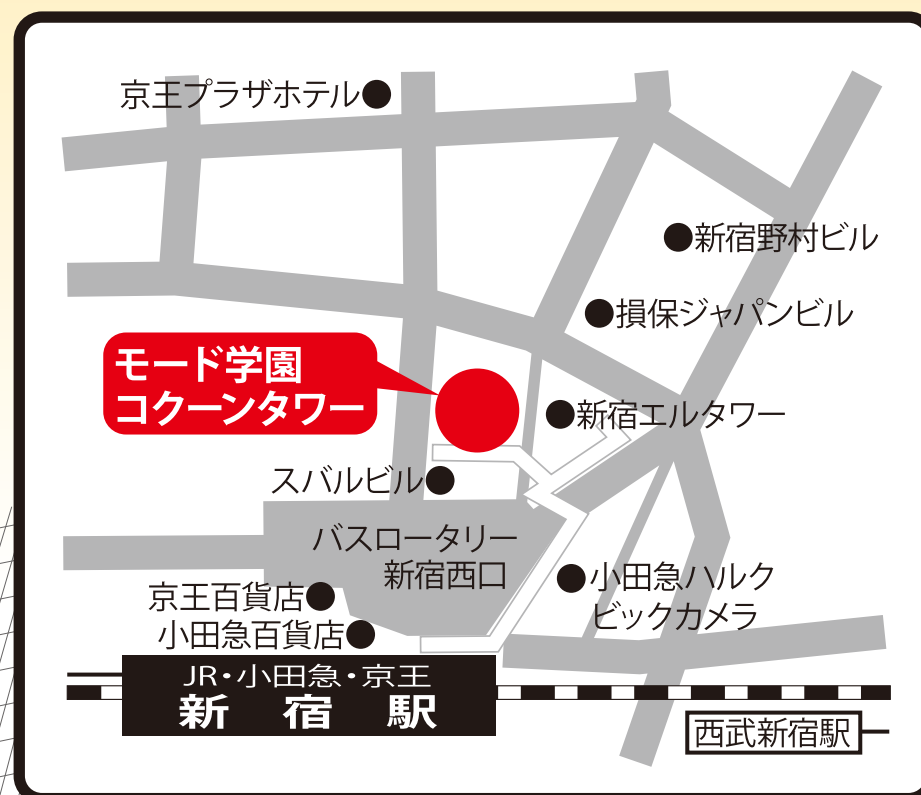 京王プラザホテル
新宿野村ビル
損保ジャパンビル
モード学園
コクーンタワー
新宿エルタワー
スバルビル
バスロータリー
新宿西口
小田急ハルク
ビックカメラ
京王百貨店
小田急百貨店
JR・小田急・京王
新宿駅
西武新宿駅